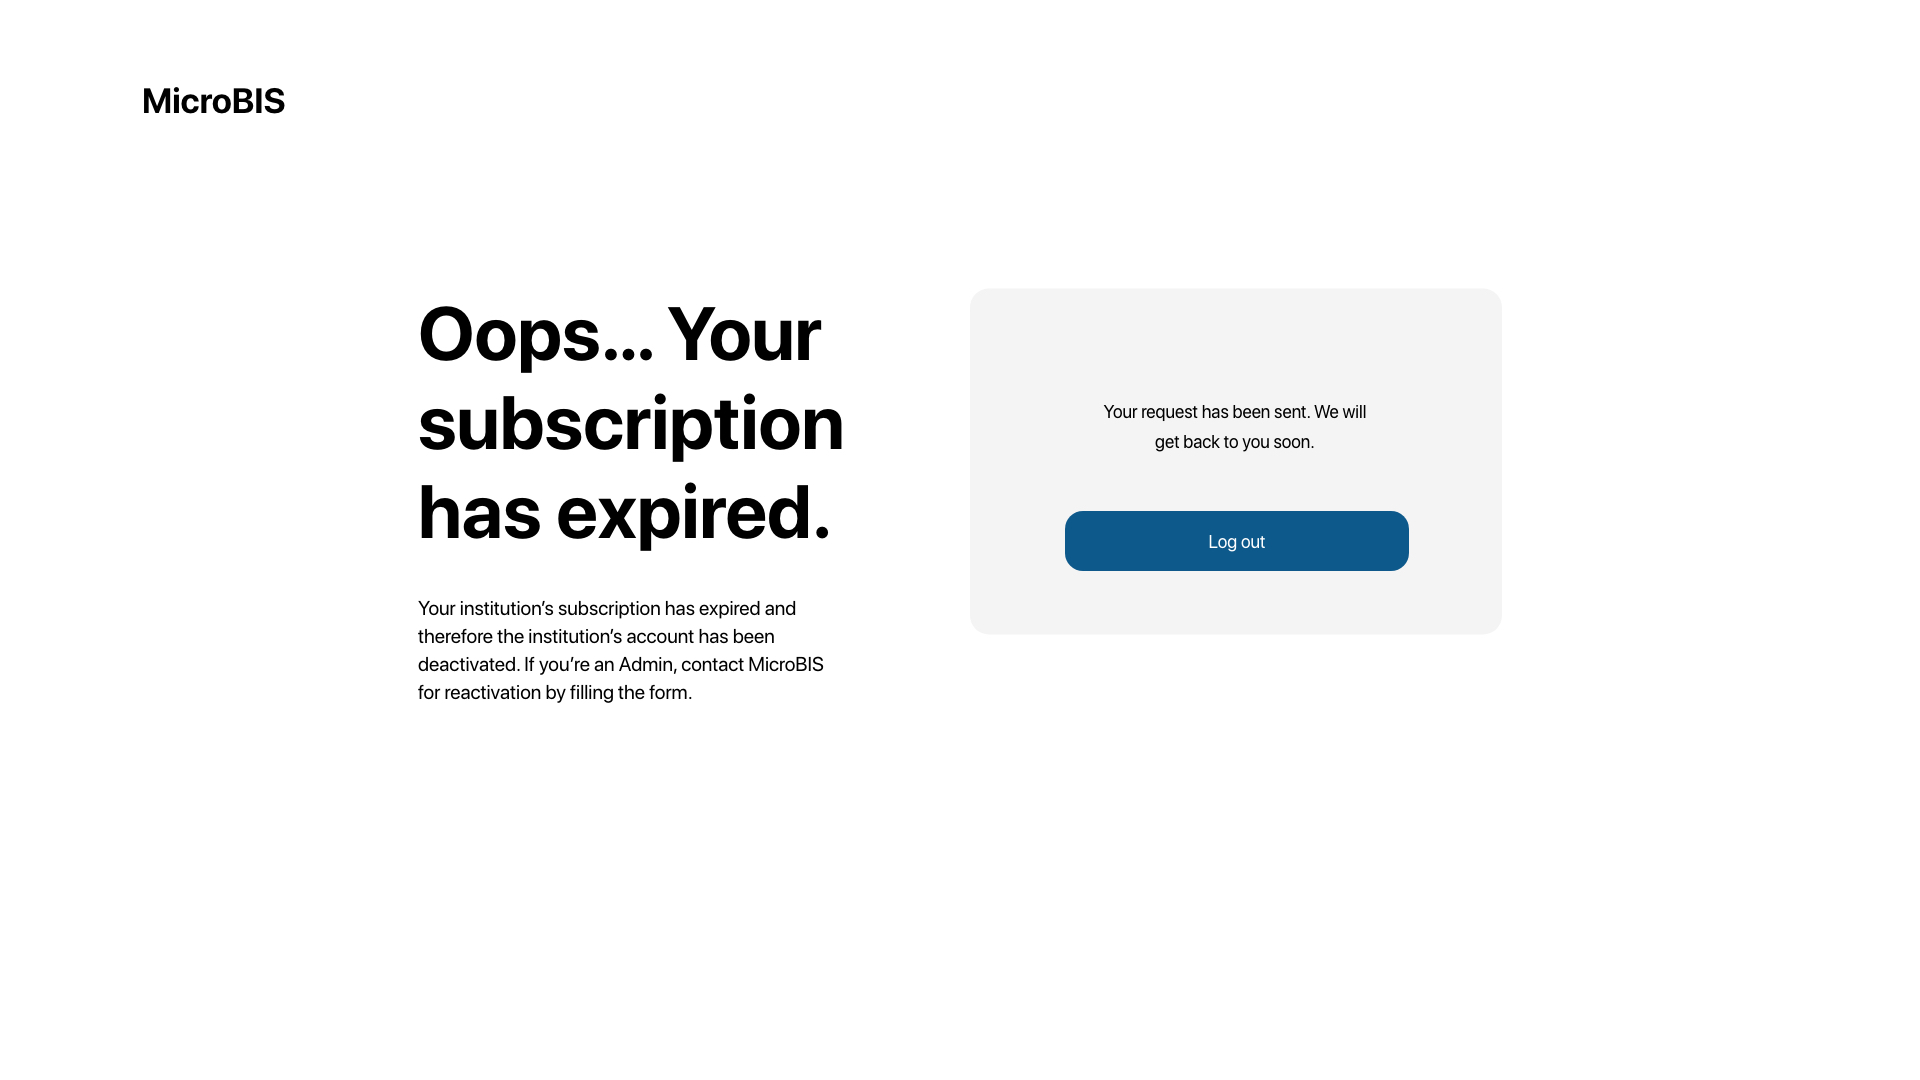 MicroBIS
Oops... Your
subscription
has expired.
Your institution’s subscription has expired and
therefore the institution’s account has been
deactivated. If you’re an Admin, contact MicroBIS
for reactivation by filling the form.
Your request has been sent. We will
get back to you soon.
Log out